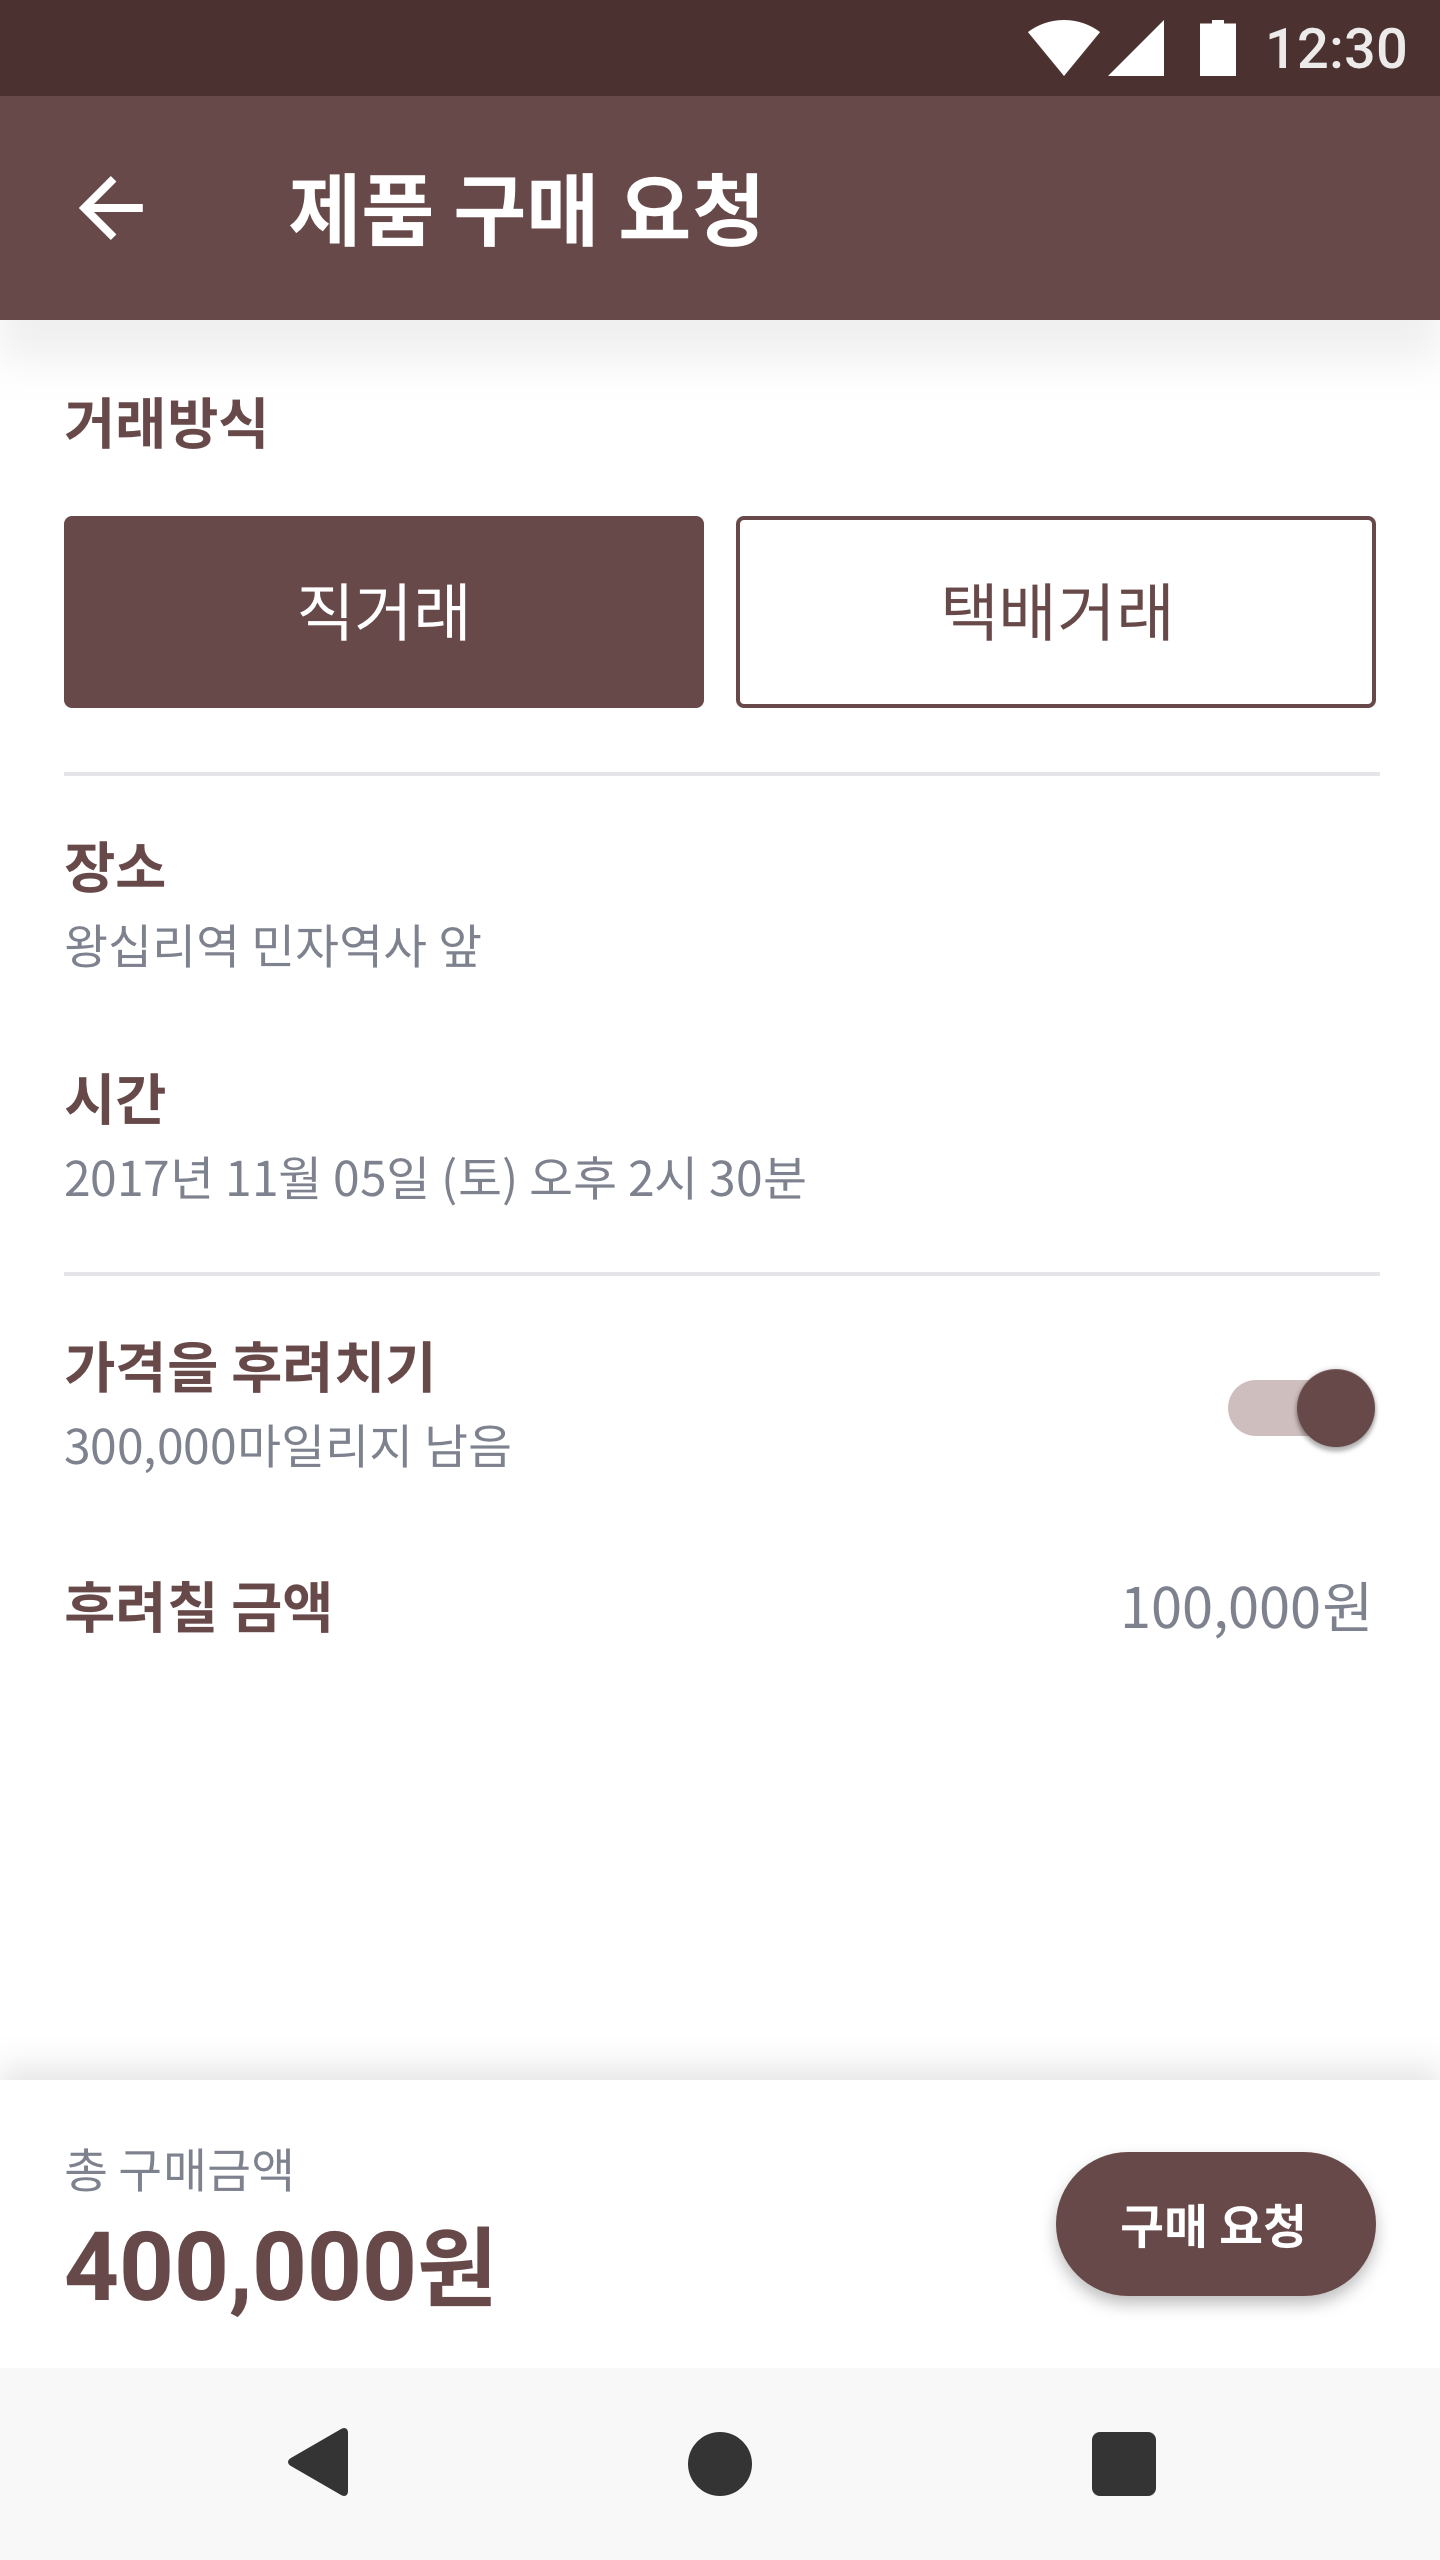 12:30
제품 구매 요청
거래방식
직거래
택배거래
장소
왕십리역 민자역사 앞
시간
2017년 11월 05일 (토) 오후 2시 30분
가격을 후려치기
300,000마일리지 남음
후려칠 금액
100,000원
총 구매금액
400,000원
구매 요청